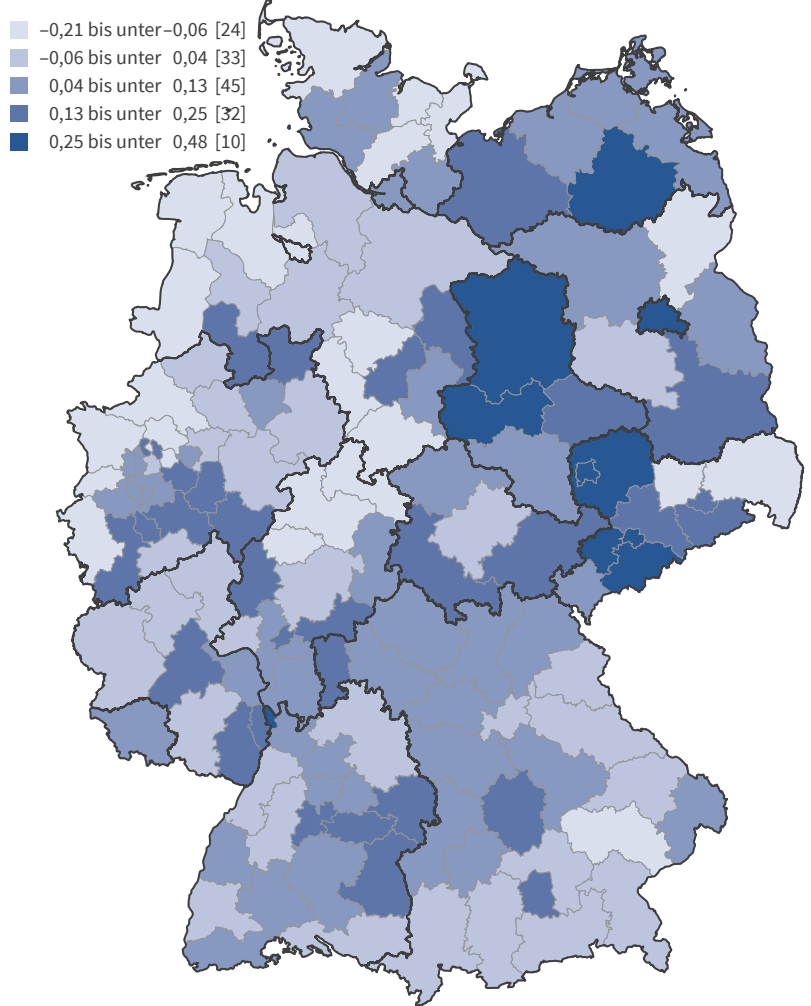 –0,21 bis unter –0,06 [24]
–0,06 bis unter 0,04 [33]
0,04 bis unter 0,13 [45]
0,13 bis unter 0,25 [32]
0,25 bis unter 0,48 [10]